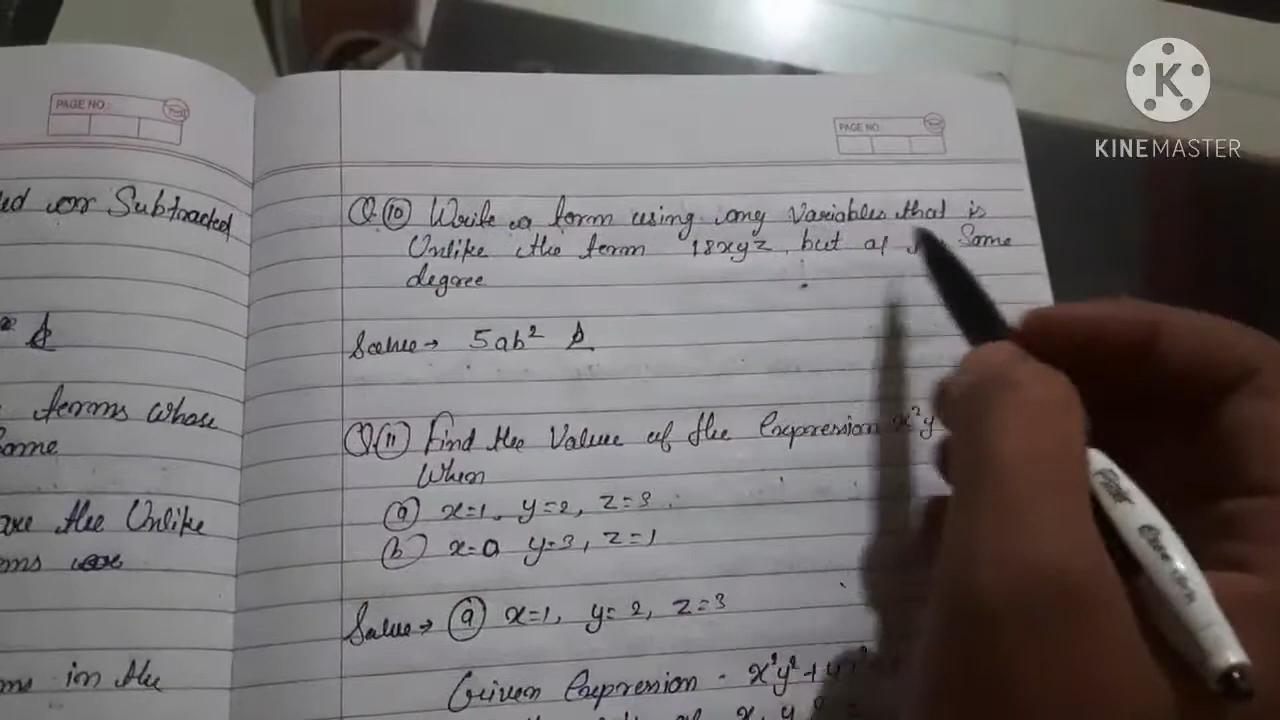 PAGE NO.:
ed or Subtracted
terms whose
Same
are the Unlike
ms in the
PAGE NO.
Q.10 Write a term using any Variables that is
Unlike the term 18xyz but of Same
degree
Solve → 5ab²
Q.11 Find the Value of the Expression x²y
When
(a) x=1, y=2, z=3.
(b) x=0 y=3, z=1
Solve → (a) x=1, y=2, z=3
Given Expression - x²y²+y
K
KINEMASTER